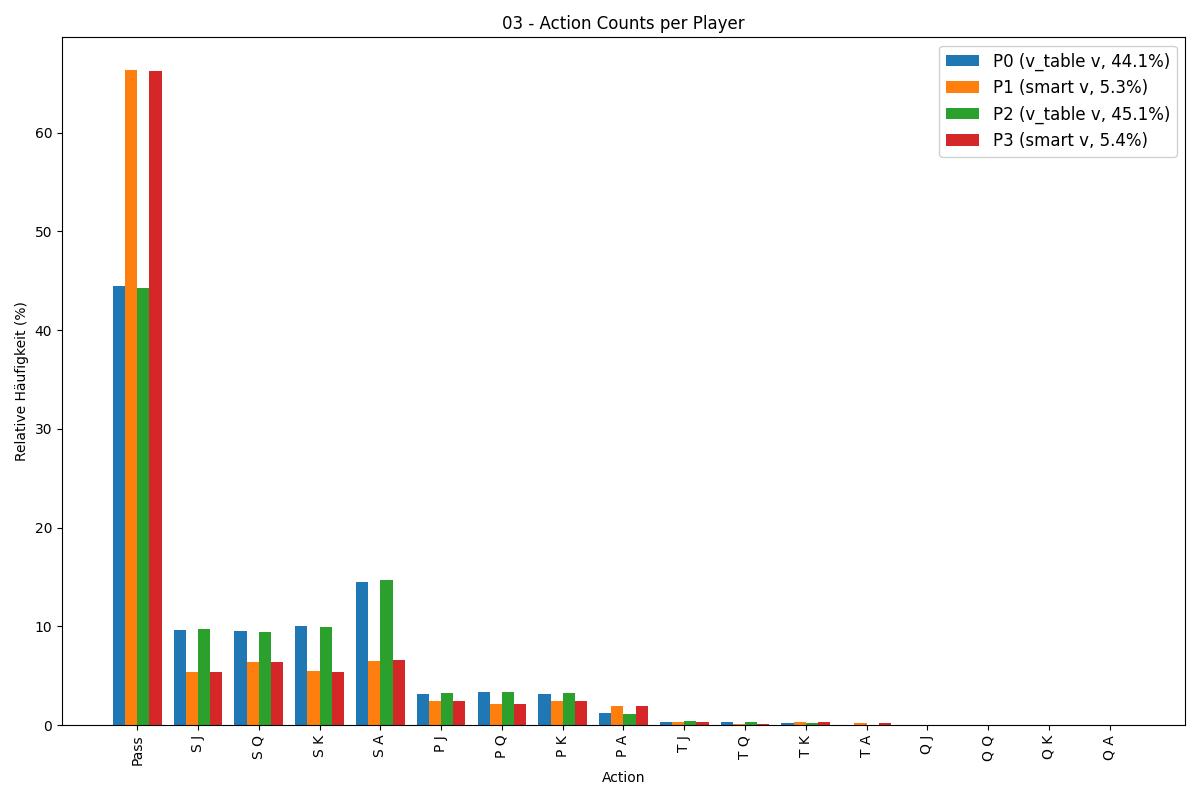 03 - Action Counts per Player
P0 (v_table v, 44.1%)
P1 (smart v, 5.3%)
P2 (v_table v, 45.1%)
P3 (smart v, 5.4%)
Relative Häufigkeit (%)
60
50
40
30
20
10
0
Pass
S J
S Q
S K
S A
P J
P Q
P K
P A
T J
T Q
T K
T A
Q J
Q Q
Q K
Q A
Action